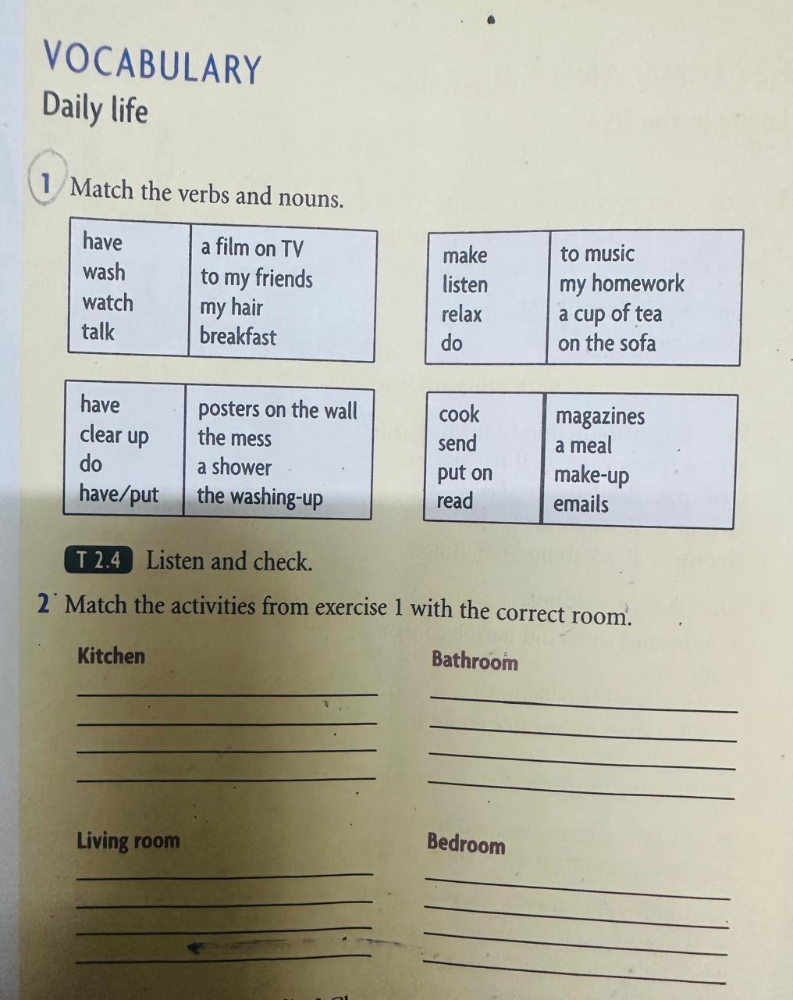 VOCABULARY
Daily life
1 Match the verbs and nouns.
have a film on TV
wash to my friends
watch my hair
talk breakfast
make to music
listen my homework
relax a cup of tea
do on the sofa
have posters on the wall
clear up the mess
do a shower
have/put the washing-up
cook magazines
send a meal
put on make-up
read emails
T 2.4 Listen and check.
2 Match the activities from exercise 1 with the correct room.
Kitchen
Bathroom
Living room
Bedroom